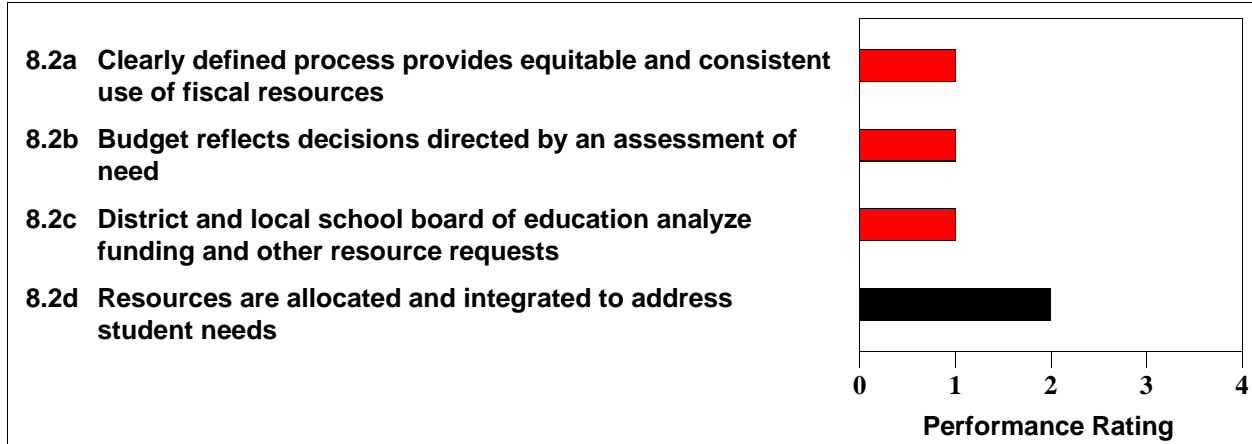 8.2a Clearly defined process provides equitable and consistent
use of fiscal resources
8.2b Budget reflects decisions directed by an assessment of
need
8.2c District and local school board of education analyze
funding and other resource requests
8.2d Resources are allocated and integrated to address
student needs
0 1 2 3 4
Performance Rating